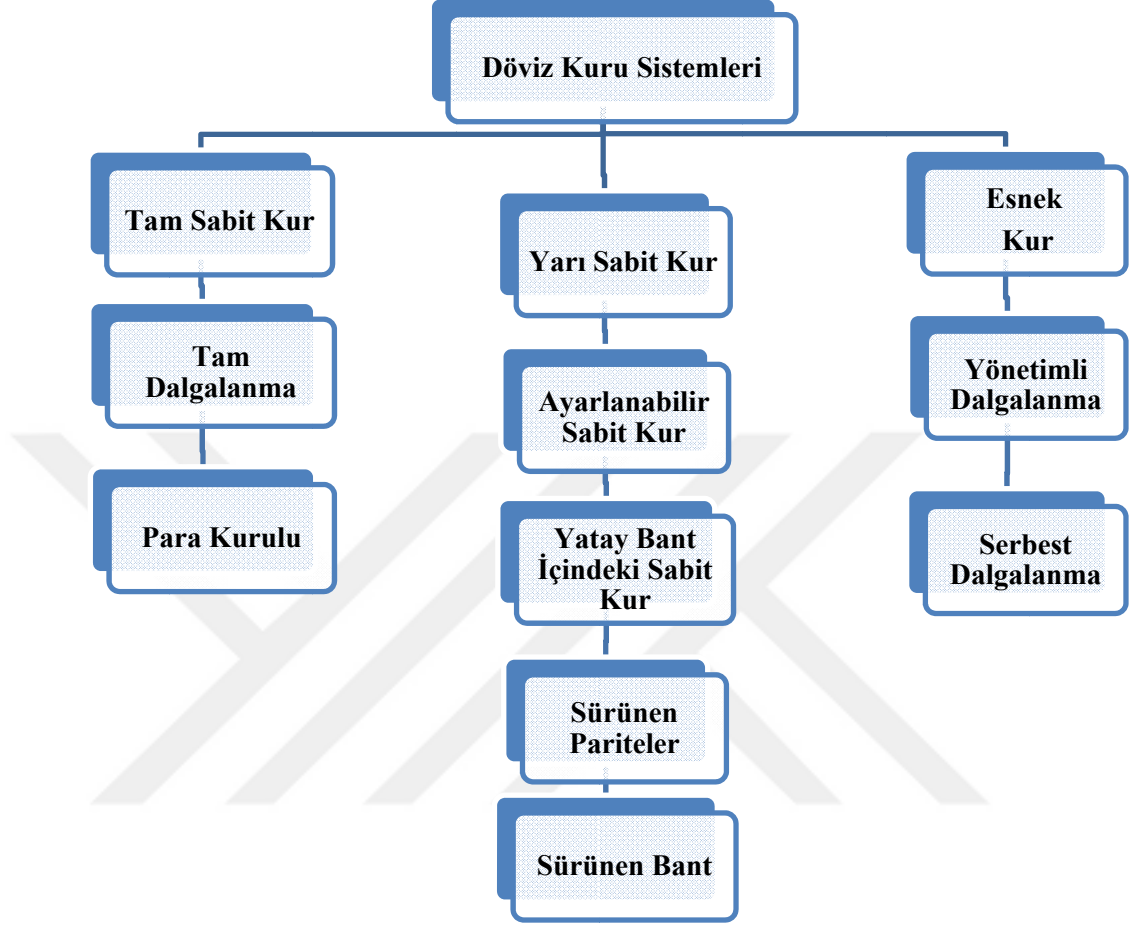 Döviz Kuru Sistemleri
Tam Sabit Kur
Tam
Dalgalanma
Para Kurulu
Yarı Sabit Kur
Ayarlanabilir
Sabit Kur
Yatay Bant
İçindeki Sabit
Kur
Sürünen
Pariteler
Sürünen Bant
Esnek
Kur
Yönetimli
Dalgalanma
Serbest
Dalgalanma